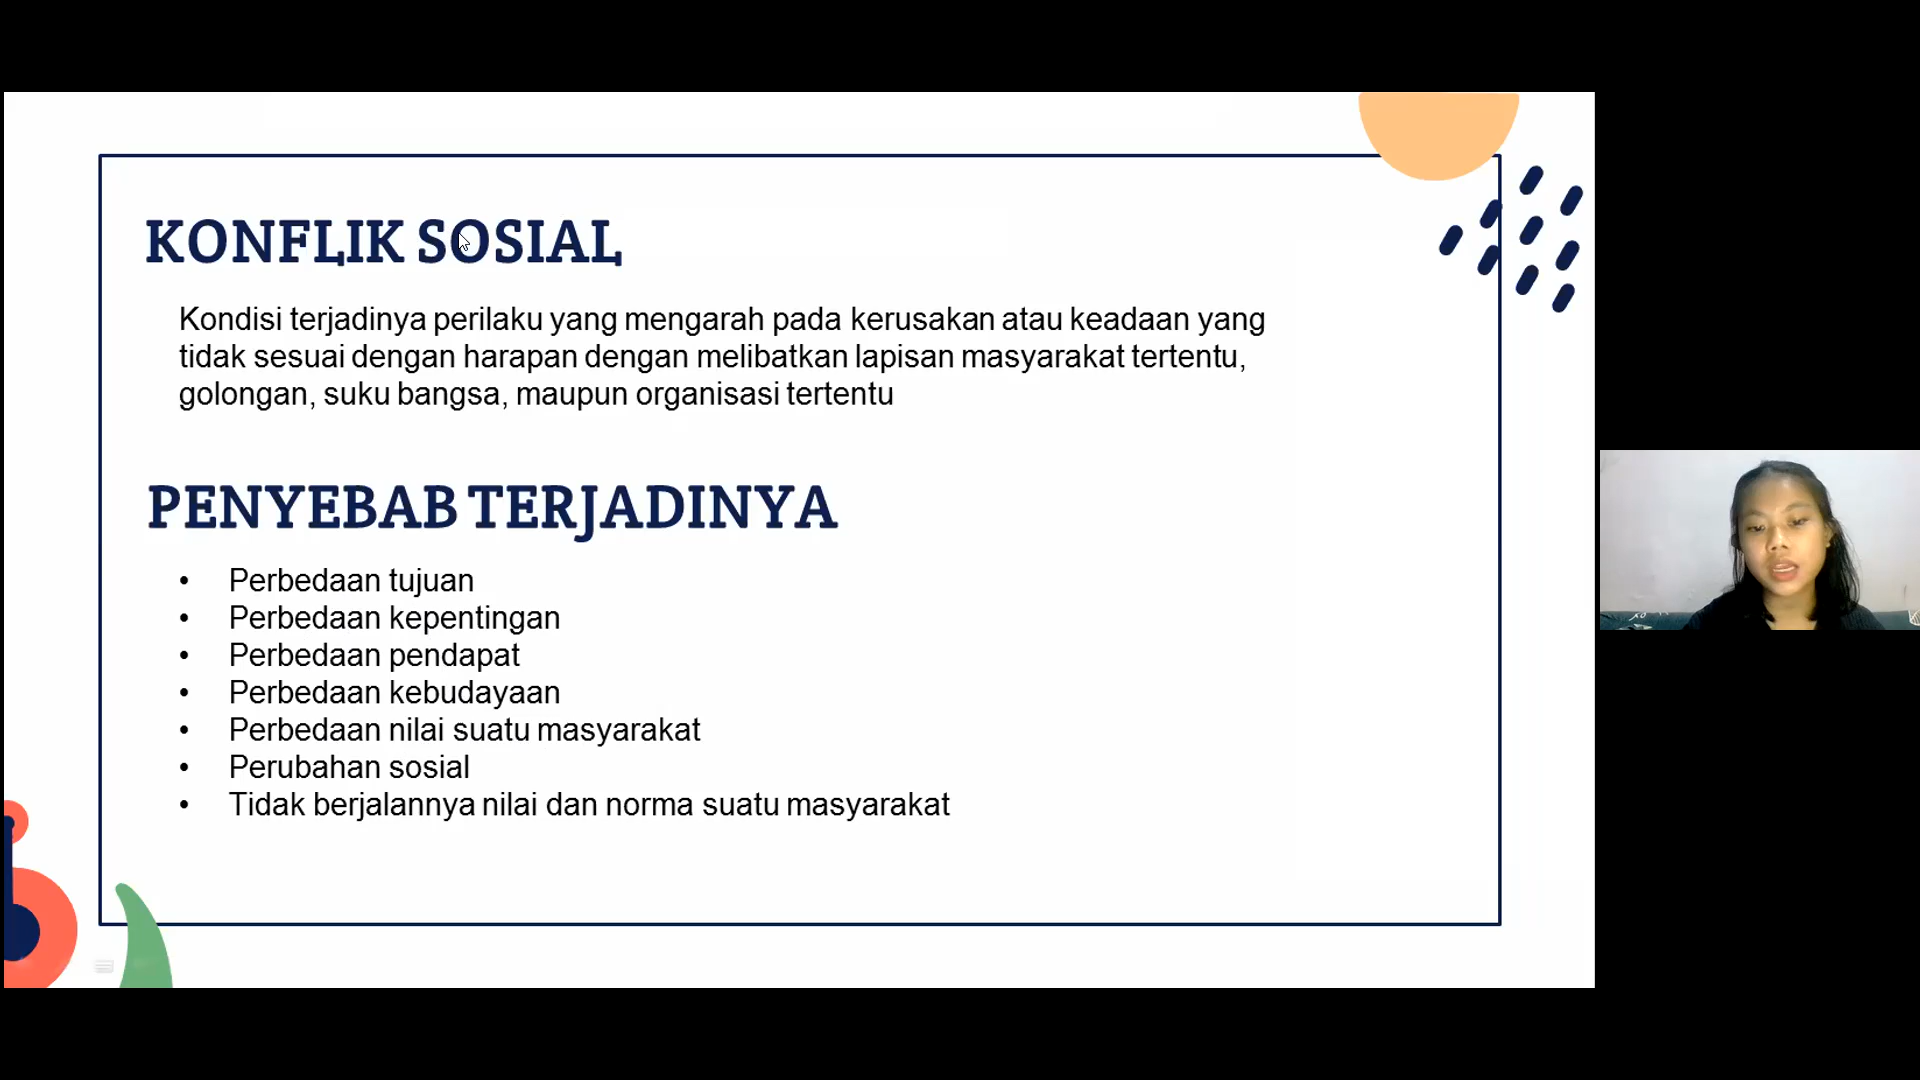 KONFLIK SOSIAL
Kondisi terjadinya perilaku yang mengarah pada kerusakan atau keadaan yang
tidak sesuai dengan harapan dengan melibatkan lapisan masyarakat tertentu,
golongan, suku bangsa, maupun organisasi tertentu
PENYEBAB TERJADINYA
• Perbedaan tujuan
• Perbedaan kepentingan
• Perbedaan pendapat
• Perbedaan kebudayaan
• Perbedaan nilai suatu masyarakat
• Perubahan sosial
• Tidak berjalannya nilai dan norma suatu masyarakat